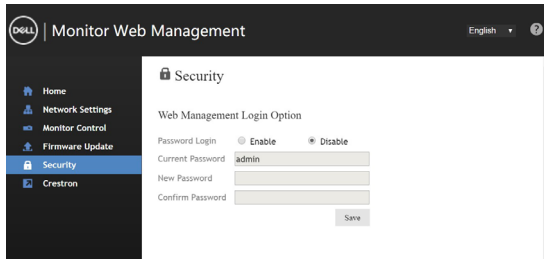 DELL | Monitor Web Management
English
?
Home
Network Settings
Monitor Control
Firmware Update
Security
Crestron
Security
Web Management Login Option
Password Login Enable Disable
Current Password admin
New Password
Confirm Password
Save